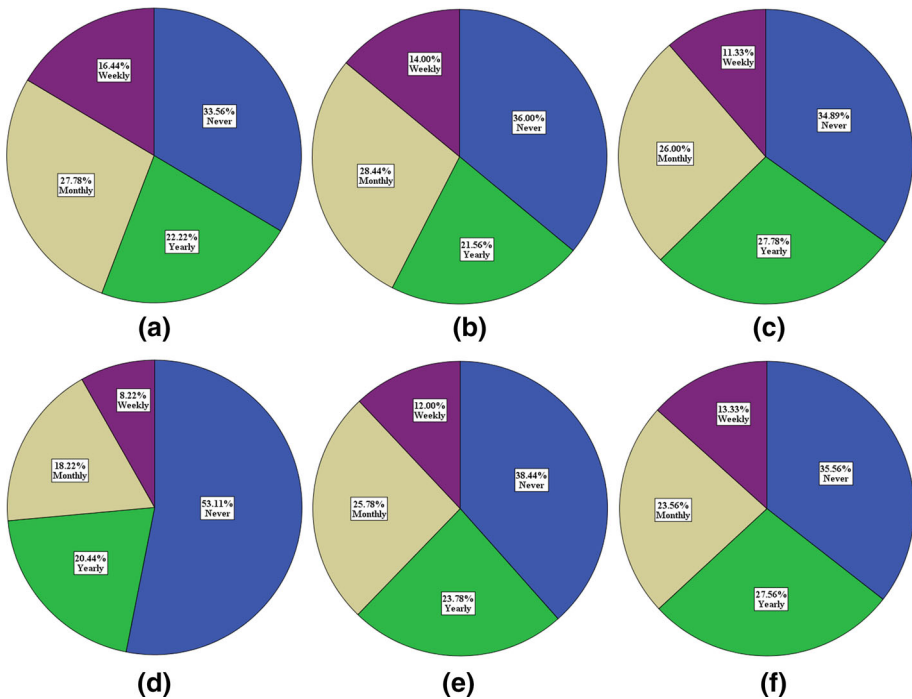 16.44%
Weekly
33.56%
Never
27.78%
Monthly
22.22%
Yearly
(a)
14.00%
Weekly
36.00%
Never
28.44%
Monthly
21.56%
Yearly
(b)
11.33%
Weekly
34.89%
Never
26.00%
Monthly
27.78%
Yearly
(c)
8.22%
Weekly
53.11%
Never
18.22%
Monthly
20.44%
Yearly
(d)
12.00%
Weekly
38.44%
Never
25.78%
Monthly
23.78%
Yearly
(e)
13.33%
Weekly
35.56%
Never
23.56%
Monthly
27.56%
Yearly
(f)